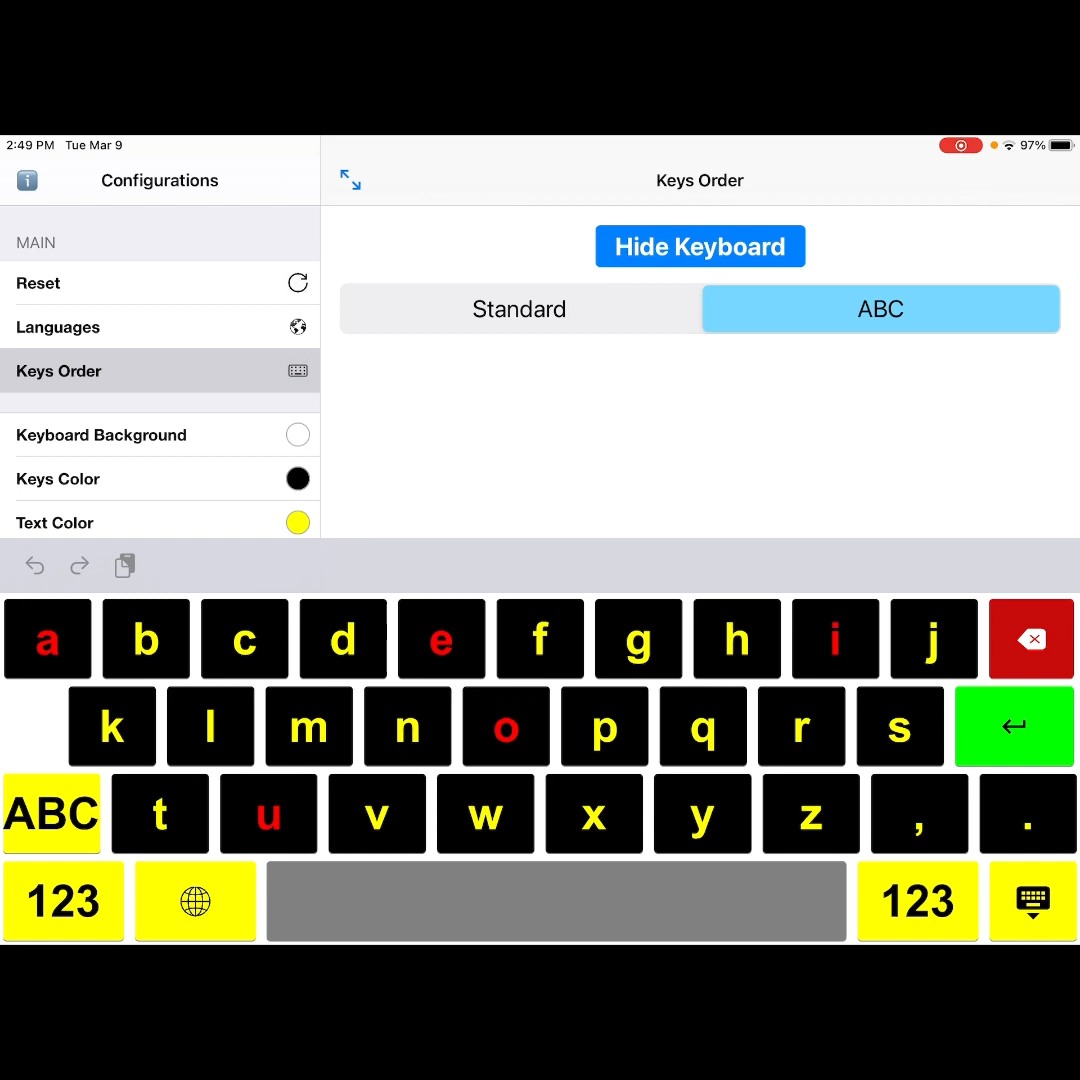 2:49 PM Tue Mar 9 97%
Configurations
Keys Order
MAIN
Reset
Languages
Keys Order
Keyboard Background
Keys Color
Text Color
Hide Keyboard
Standard ABC
a b c d e f g h i j
k l m n o p q r s
ABC t u v w x y z , .
123 123